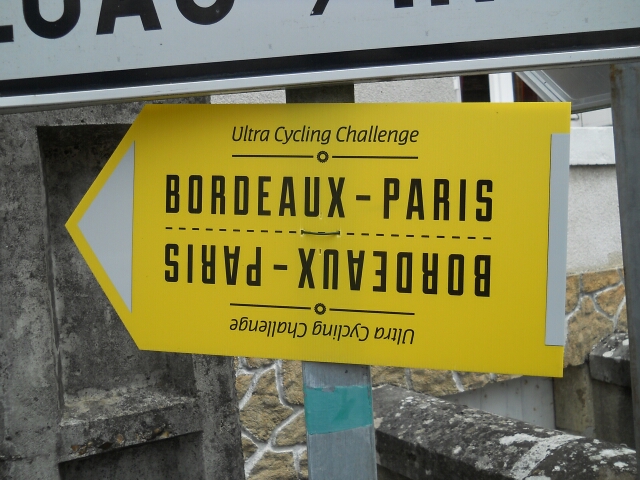 Ultra Cycling Challenge
BORDEAUX - PARIS
BORDEAUX - PARIS
Ultra Cycling Challenge